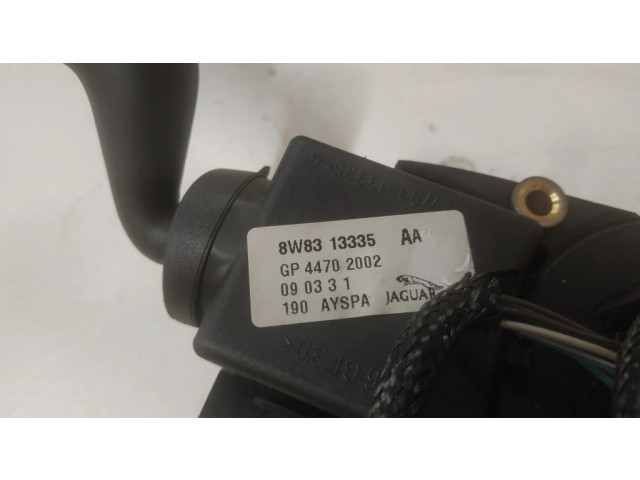 8W83 13335 AA
GP 4470 2002
09 03 3 1
190 AYSPA JAGUAR